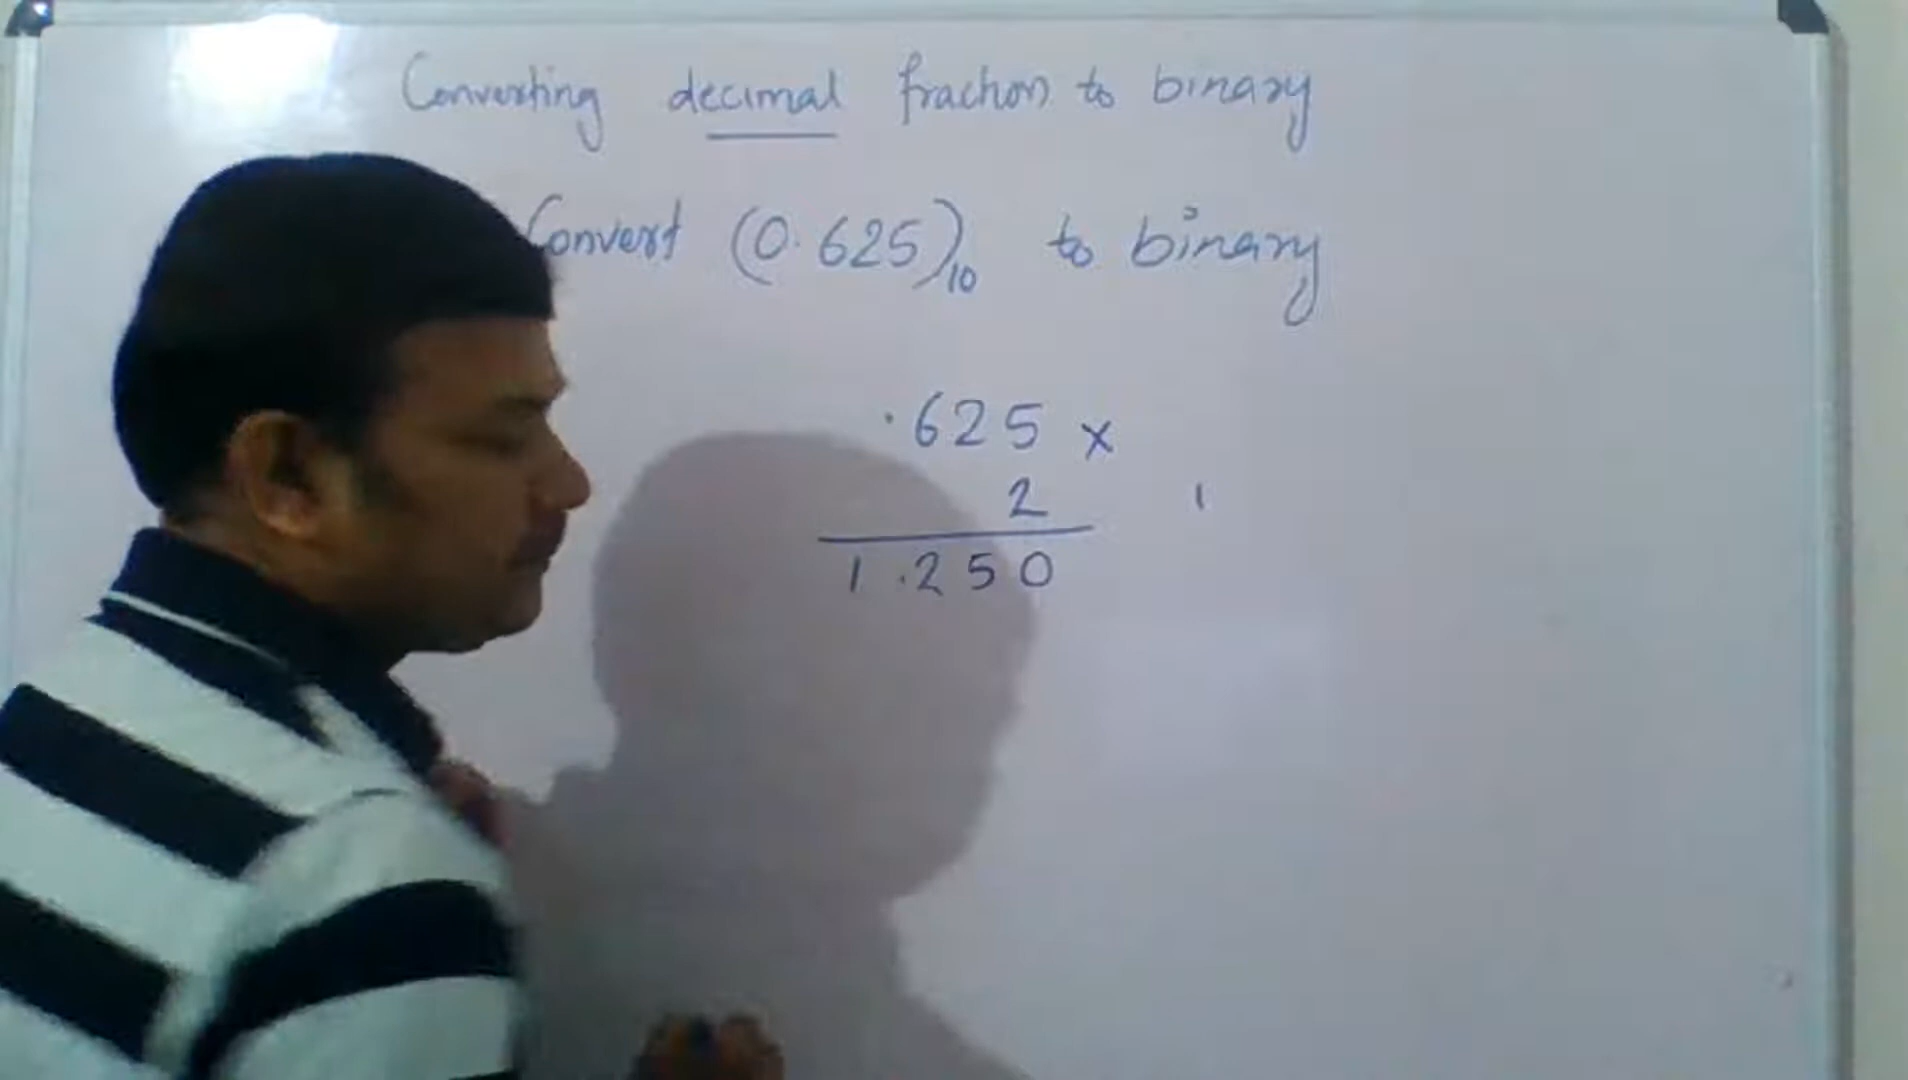 Converting decimal fraction to binary
Convert (0.625)₁₀ to binary
.625 x
2 1
1.250